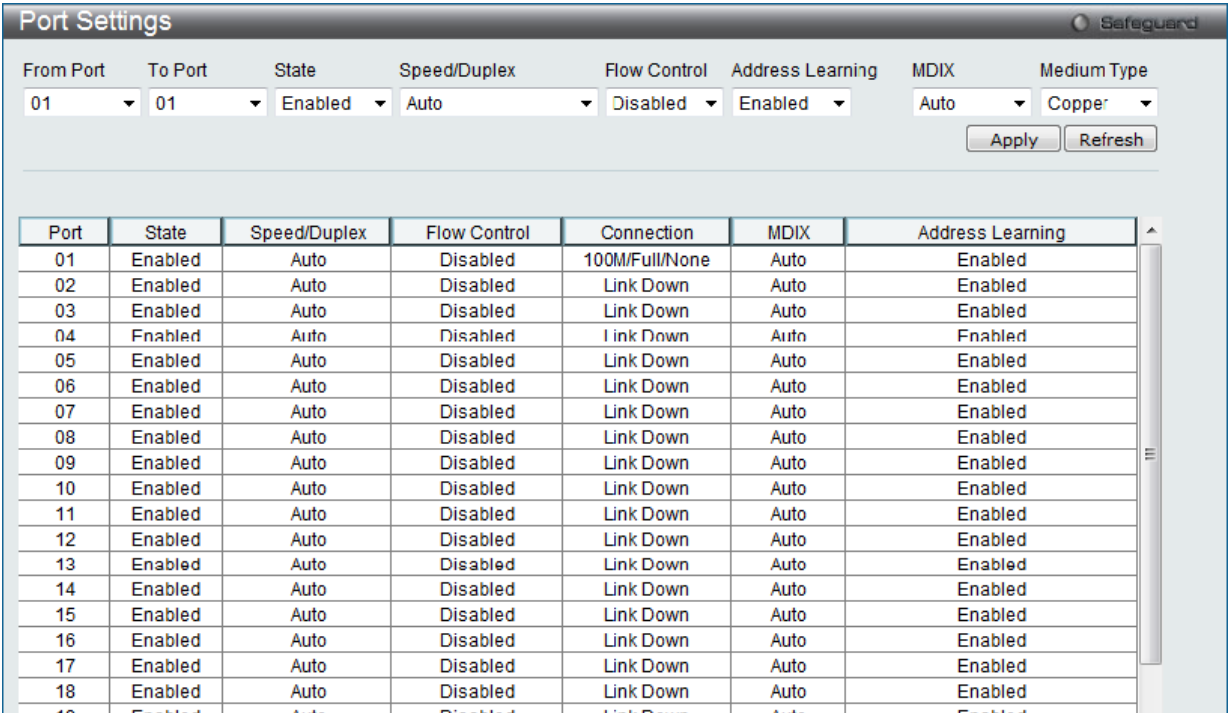 Port Settings Safeguard
From Port To Port State Speed/Duplex Flow Control Address Learning MDIX Medium Type
01 01 Enabled Auto Disabled Enabled Auto Copper
Apply Refresh
Port State Speed/Duplex Flow Control Connection MDIX Address Learning
01 Enabled Auto Disabled 100M/Full/None Auto Enabled
02 Enabled Auto Disabled Link Down Auto Enabled
03 Enabled Auto Disabled Link Down Auto Enabled
04 Enabled Auto Disabled Link Down Auto Enabled
05 Enabled Auto Disabled Link Down Auto Enabled
06 Enabled Auto Disabled Link Down Auto Enabled
07 Enabled Auto Disabled Link Down Auto Enabled
08 Enabled Auto Disabled Link Down Auto Enabled
09 Enabled Auto Disabled Link Down Auto Enabled
10 Enabled Auto Disabled Link Down Auto Enabled
11 Enabled Auto Disabled Link Down Auto Enabled
12 Enabled Auto Disabled Link Down Auto Enabled
13 Enabled Auto Disabled Link Down Auto Enabled
14 Enabled Auto Disabled Link Down Auto Enabled
15 Enabled Auto Disabled Link Down Auto Enabled
16 Enabled Auto Disabled Link Down Auto Enabled
17 Enabled Auto Disabled Link Down Auto Enabled
18 Enabled Auto Disabled Link Down Auto Enabled